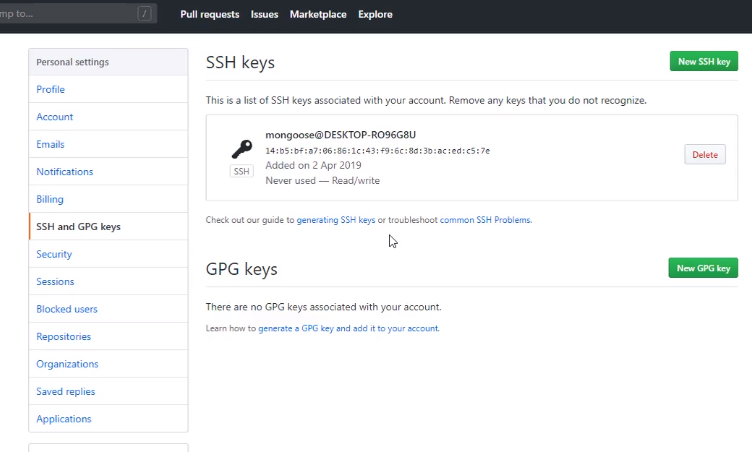 mp to... /
Pull requests Issues Marketplace Explore
Personal settings
Profile
Account
Emails
Notifications
Billing
SSH and GPG keys
Security
Sessions
Blocked users
Repositories
Organizations
Saved replies
Applications
SSH keys
New SSH key
This is a list of SSH keys associated with your account. Remove any keys that you do not recognize.
mongoose@DESKTOP-RO96G8U
14:b5:bf:a7:06:86:1c:43:f9:6c:8d:3b:ac:ed:c5:7e
Added on 2 Apr 2019
Never used — Read/write
SSH
Delete
Check out our guide to generating SSH keys or troubleshoot common SSH Problems.
GPG keys
New GPG key
There are no GPG keys associated with your account.
Learn how to generate a GPG key and add it to your account.